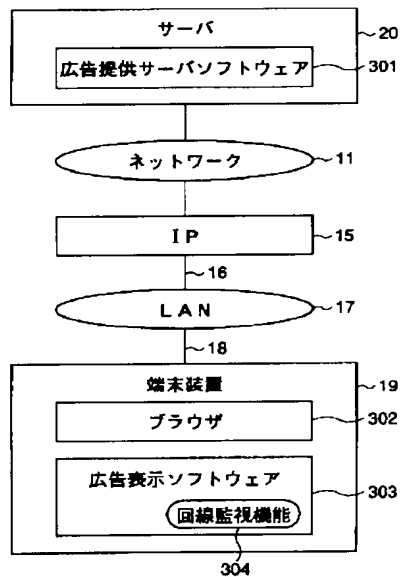 サーバ
20
広告提供サーバソフトウェア
301
ネットワーク
11
IP
15
16
LAN
17
18
端末装置
19
ブラウザ
302
広告表示ソフトウェア
303
回線監視機能
304